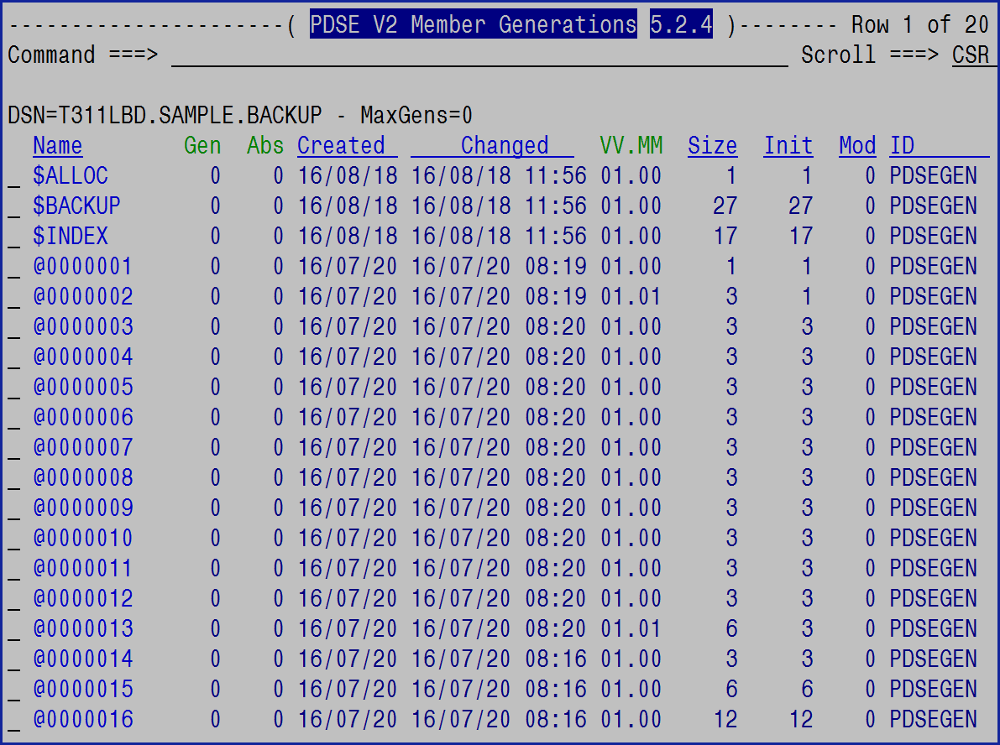 ----------------------( PDSE V2 Member Generations 5.2.4 )-------- Row 1 of 20
Command ===> _________________________________________________ Scroll ===> CSR
DSN=T311LBD.SAMPLE.BACKUP - MaxGens=0
  Name        Gen  Abs Created      Changed    VV.MM  Size  Init  Mod ID
_ $ALLOC        0    0 16/08/18 16/08/18 11:56 01.00     1     1    0 PDSEGEN
_ $BACKUP       0    0 16/08/18 16/08/18 11:56 01.00    27    27    0 PDSEGEN
_ $INDEX        0    0 16/08/18 16/08/18 11:56 01.00    17    17    0 PDSEGEN
_ @0000001      0    0 16/07/20 16/07/20 08:19 01.00     1     1    0 PDSEGEN
_ @0000002      0    0 16/07/20 16/07/20 08:19 01.01     3     1    0 PDSEGEN
_ @0000003      0    0 16/07/20 16/07/20 08:20 01.00     3     3    0 PDSEGEN
_ @0000004      0    0 16/07/20 16/07/20 08:20 01.00     3     3    0 PDSEGEN
_ @0000005      0    0 16/07/20 16/07/20 08:20 01.00     3     3    0 PDSEGEN
_ @0000006      0    0 16/07/20 16/07/20 08:20 01.00     3     3    0 PDSEGEN
_ @0000007      0    0 16/07/20 16/07/20 08:20 01.00     3     3    0 PDSEGEN
_ @0000008      0    0 16/07/20 16/07/20 08:20 01.00     3     3    0 PDSEGEN
_ @0000009      0    0 16/07/20 16/07/20 08:20 01.00     3     3    0 PDSEGEN
_ @0000010      0    0 16/07/20 16/07/20 08:20 01.00     3     3    0 PDSEGEN
_ @0000011      0    0 16/07/20 16/07/20 08:20 01.00     3     3    0 PDSEGEN
_ @0000012      0    0 16/07/20 16/07/20 08:20 01.00     3     3    0 PDSEGEN
_ @0000013      0    0 16/07/20 16/07/20 08:20 01.01     6     3    0 PDSEGEN
_ @0000014      0    0 16/07/20 16/07/20 08:16 01.00     3     3    0 PDSEGEN
_ @0000015      0    0 16/07/20 16/07/20 08:16 01.00     6     6    0 PDSEGEN
_ @0000016      0    0 16/07/20 16/07/20 08:16 01.00    12    12    0 PDSEGEN